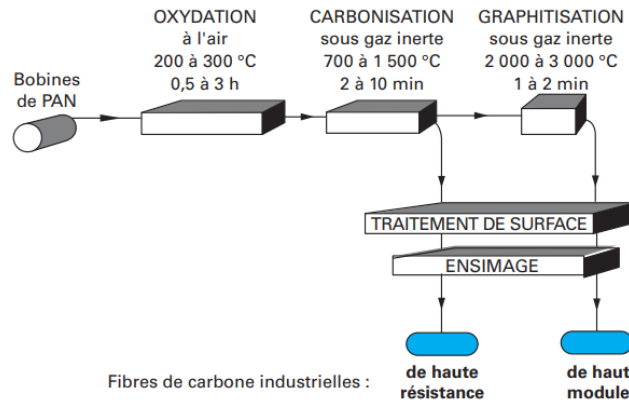 OXYDATION
à l'air
200 à 300 °C
0,5 à 3 h
CARBONISATION
sous gaz inerte
700 à 1 500 °C
2 à 10 min
GRAPHITISATION
sous gaz inerte
2 000 à 3 000 °C
1 à 2 min
Bobines
de PAN
TRAITEMENT DE SURFACE
ENSIMAGE
Fibres de carbone industrielles :
de haute
résistance
de haut
module